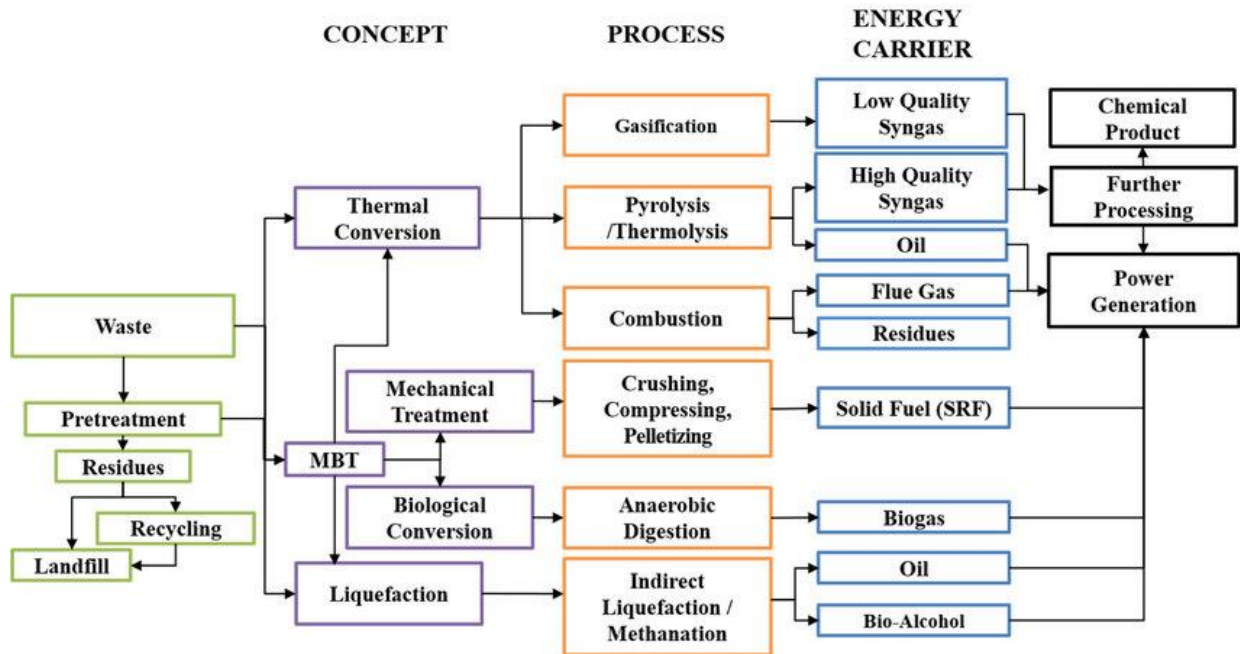 CONCEPT
PROCESS
ENERGY
CARRIER
Waste
Pretreatment
Residues
Recycling
Landfill
Thermal
Conversion
Mechanical
Treatment
MBT
Biological
Conversion
Liquefaction
Gasification
Pyrolysis
/Thermolysis
Combustion
Crushing,
Compressing,
Pelletizing
Anaerobic
Digestion
Indirect
Liquefaction /
Methanation
Low Quality
Syngas
High Quality
Syngas
Oil
Flue Gas
Residues
Solid Fuel (SRF)
Biogas
Oil
Bio-Alcohol
Chemical
Product
Further
Processing
Power
Generation